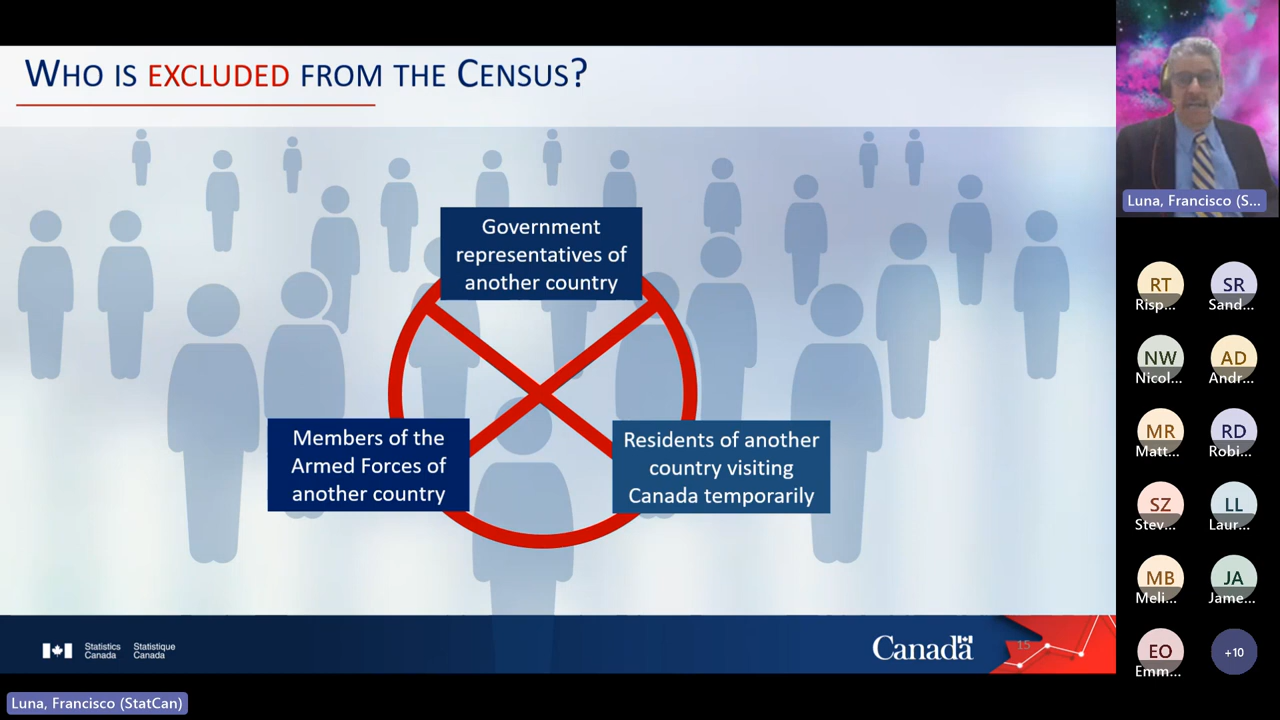 WHO IS EXCLUDED FROM THE CENSUS?
Government
representatives of
another country
Members of the
Armed Forces of
another country
Residents of another
country visiting
Canada temporarily
Statistics
Canada
Statistique
Canada
Canada
15
Luna, Francisco (StatCan)
Luna, Francisco (S...
RT
Risp...
SR
Sand...
NW
Nicol...
AD
Andr...
MR
Matt...
RD
Robi...
SZ
Stev...
LL
Laur...
MB
Meli...
JA
Jame...
EO
Emm...
+10